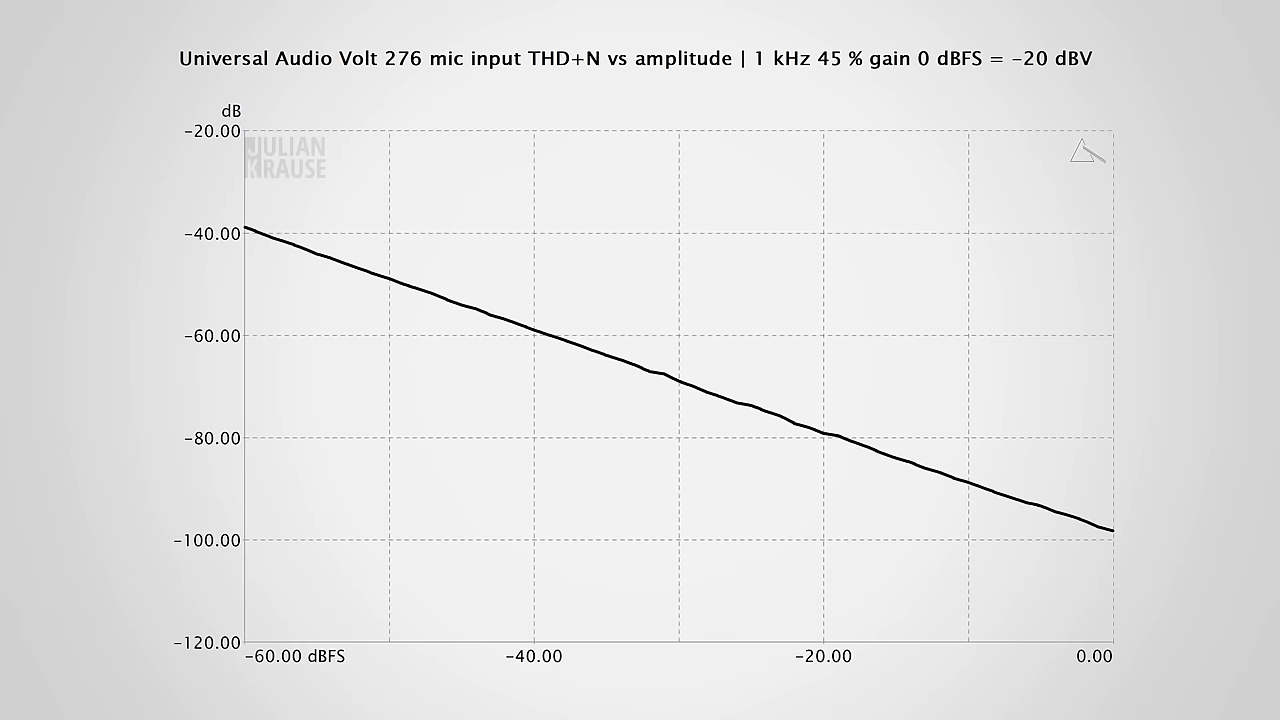 Universal Audio Volt 276 mic input THD+N vs amplitude | 1 kHz 45 % gain 0 dBFS = −20 dBV
dB
−20.00
JULIAN
KRAUSE
−40.00
−60.00
−80.00
−100.00
−120.00
−60.00 dBFS −40.00 −20.00 0.00